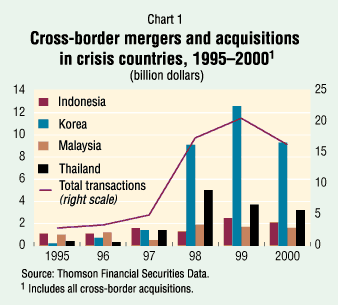 Chart 1
Cross-border mergers and acquisitions
in crisis countries, 1995–2000¹
(billion dollars)
14 25
12
10
8
6
4
2
0
20
15
10
5
0
Indonesia
Korea
Malaysia
Thailand
Total transactions
(right scale)
1995 96 97 98 99 2000
Source: Thomson Financial Securities Data.
¹ Includes all cross-border acquisitions.